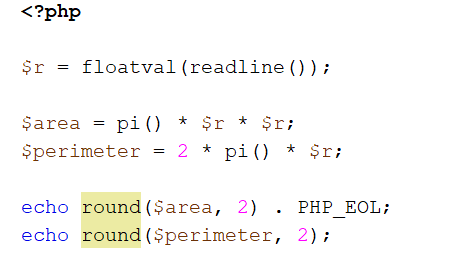 <?php
$r = floatval(readline());
$area = pi() * $r * $r;
$perimeter = 2 * pi() * $r;
echo round($area, 2) . PHP_EOL;
echo round($perimeter, 2);